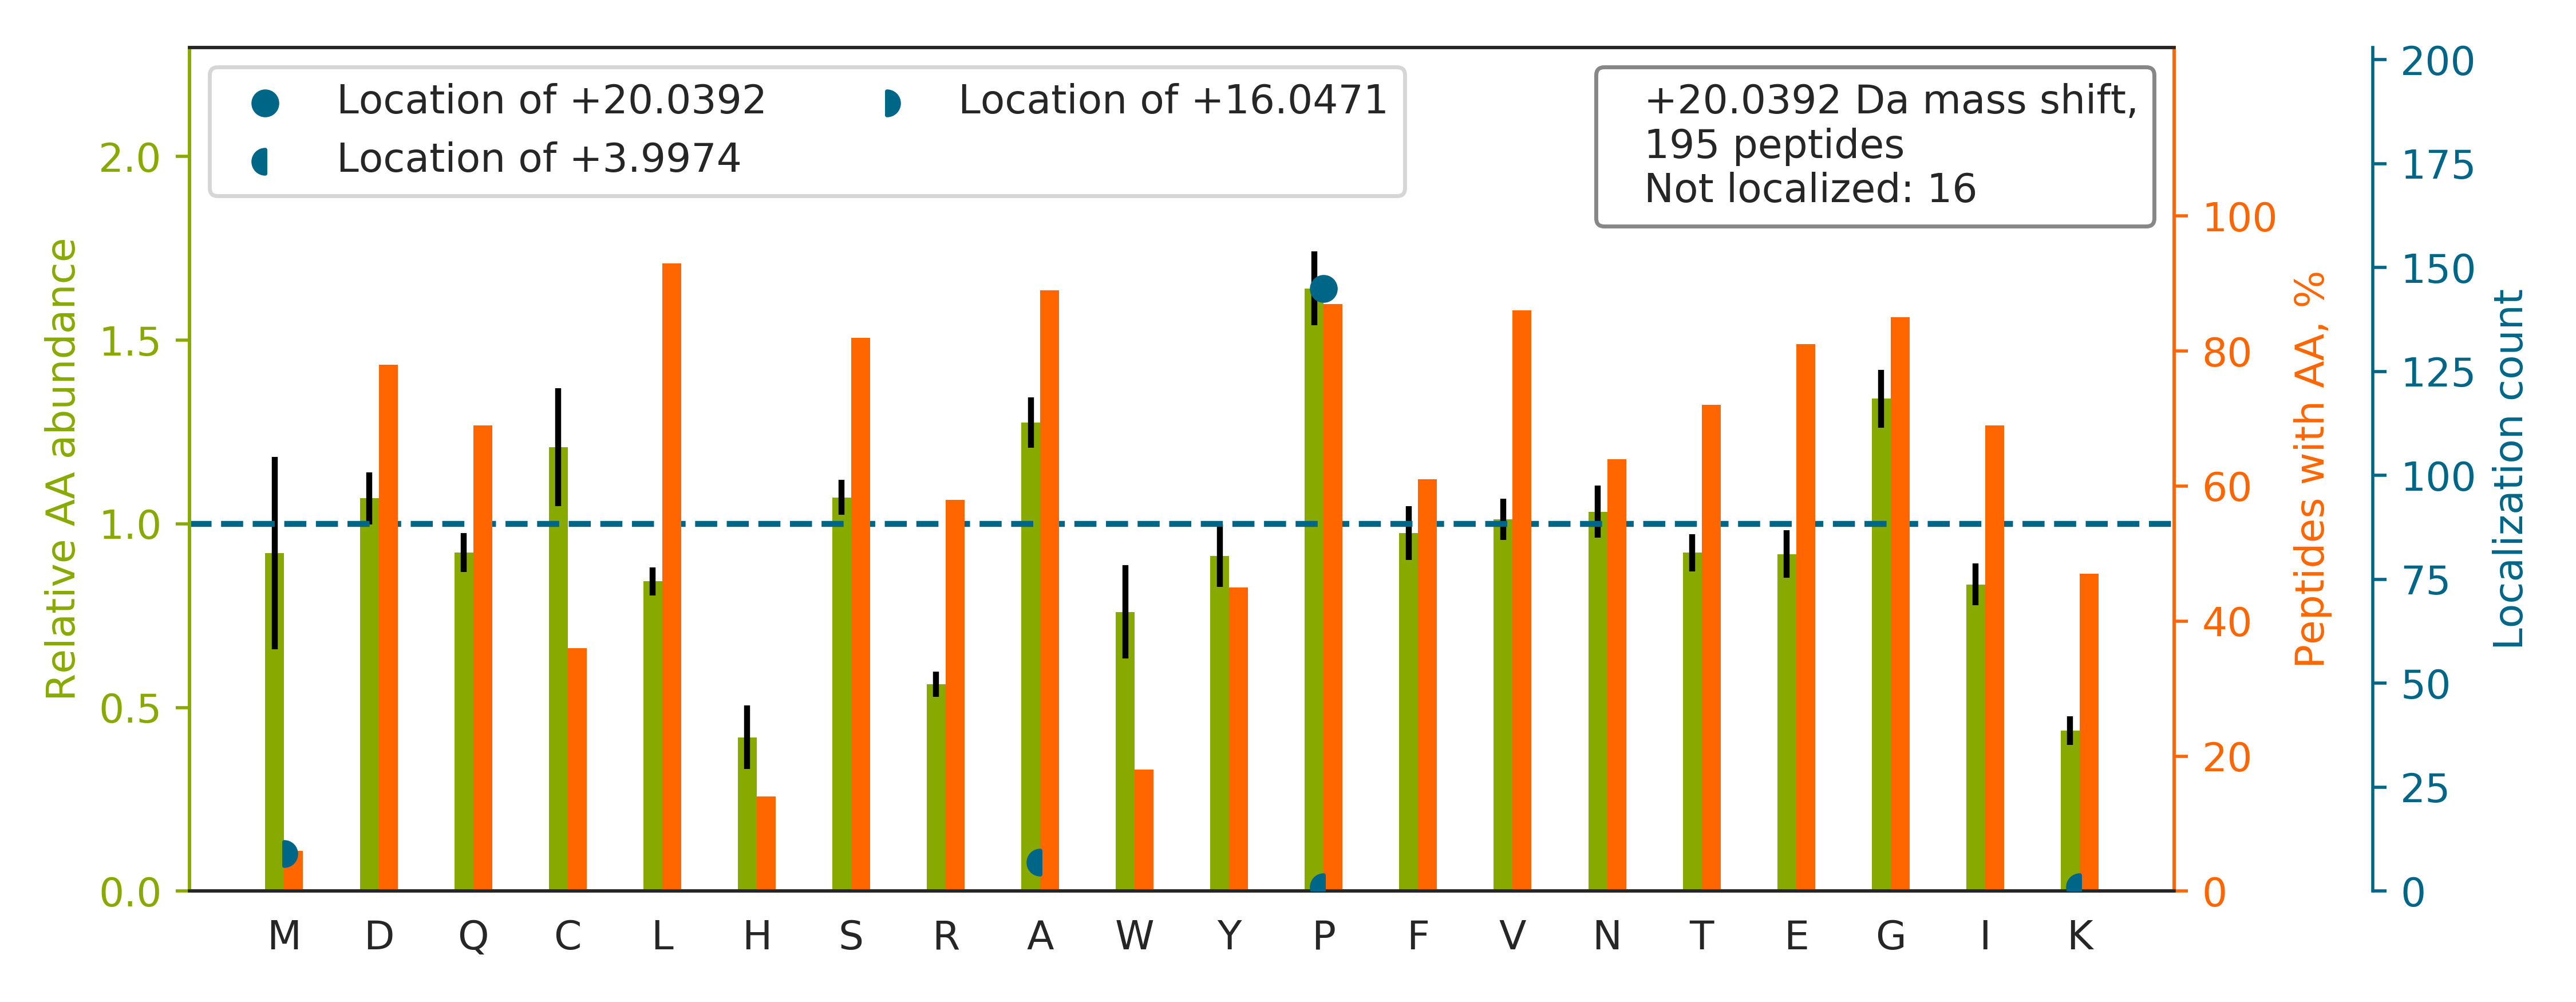 Location of +20.0392
Location of +3.9974
Location of +16.0471
+20.0392 Da mass shift,
195 peptides
Not localized: 16
Relative AA abundance
2.0
1.5
1.0
0.5
0.0
M D Q C L H S R A W Y P F V N T E G I K
100
80
60
40
20
0
Peptides with AA, %
200
175
150
125
100
75
50
25
0
Localization count